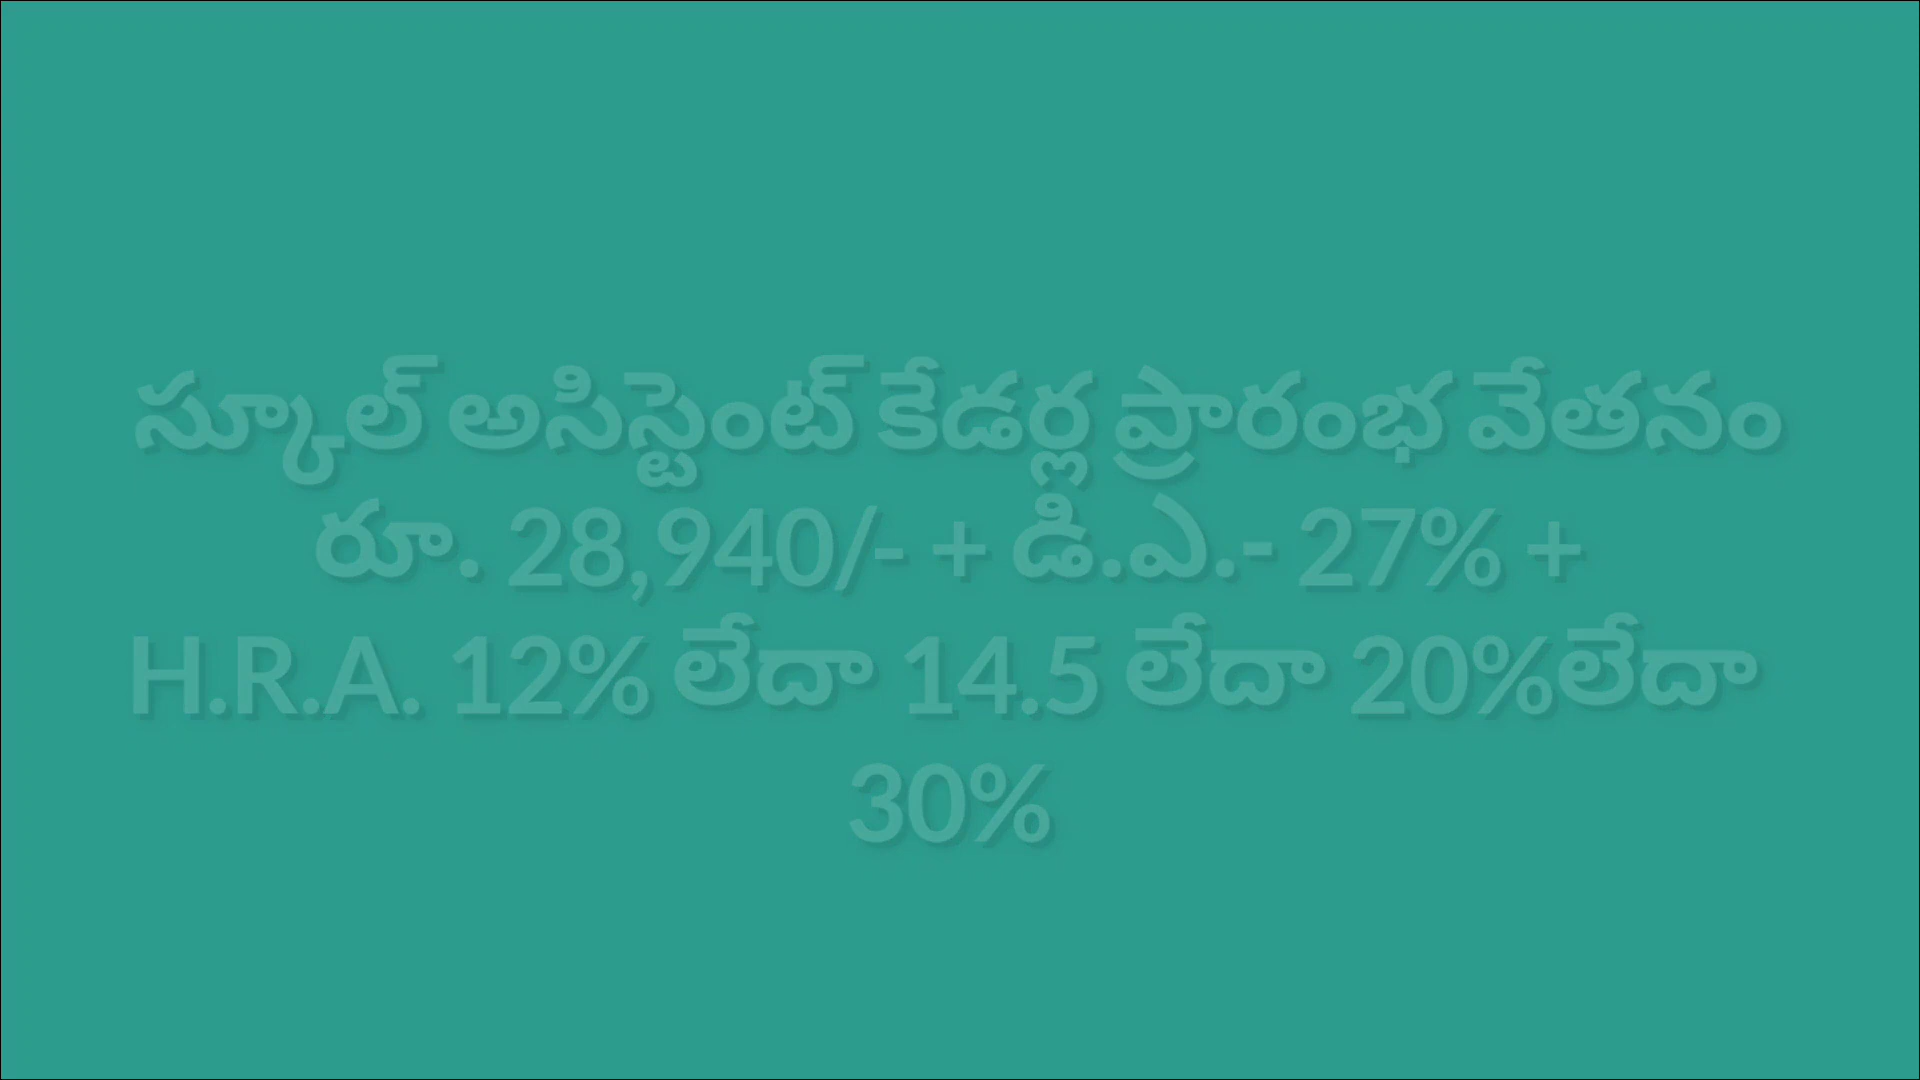 స్కూల్ అసిస్టెంట్ కేడర్ల ప్రారంభ వేతనం
రూ. 28,940/- + డి.ఎ.- 27% +
H.R.A. 12% లేదా 14.5 లేదా 20%లేదా
30%